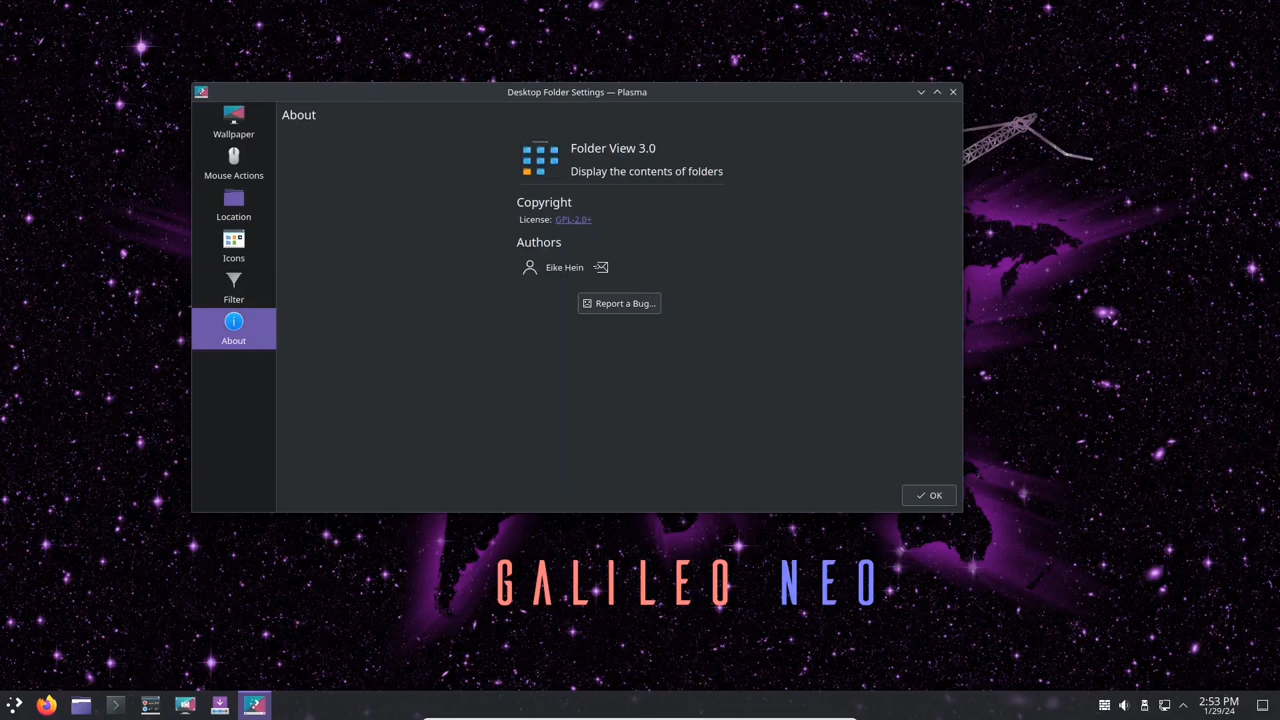 Desktop Folder Settings — Plasma
Wallpaper
Mouse Actions
Location
Icons
Filter
About
About
Folder View 3.0
Display the contents of folders
Copyright
License: GPL-2.0+
Authors
Eike Hein
Report a Bug...
OK
GALILEO NEO
2:53 PM
1/29/24